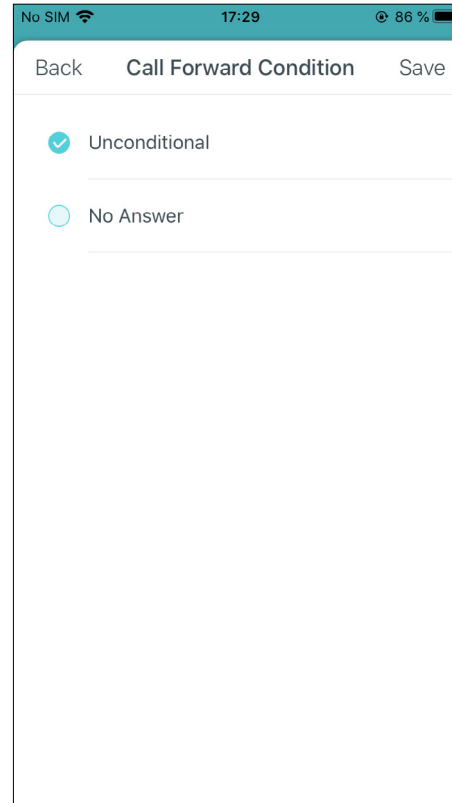 No SIM 17:29 86 %
Back Call Forward Condition Save
Unconditional
No Answer